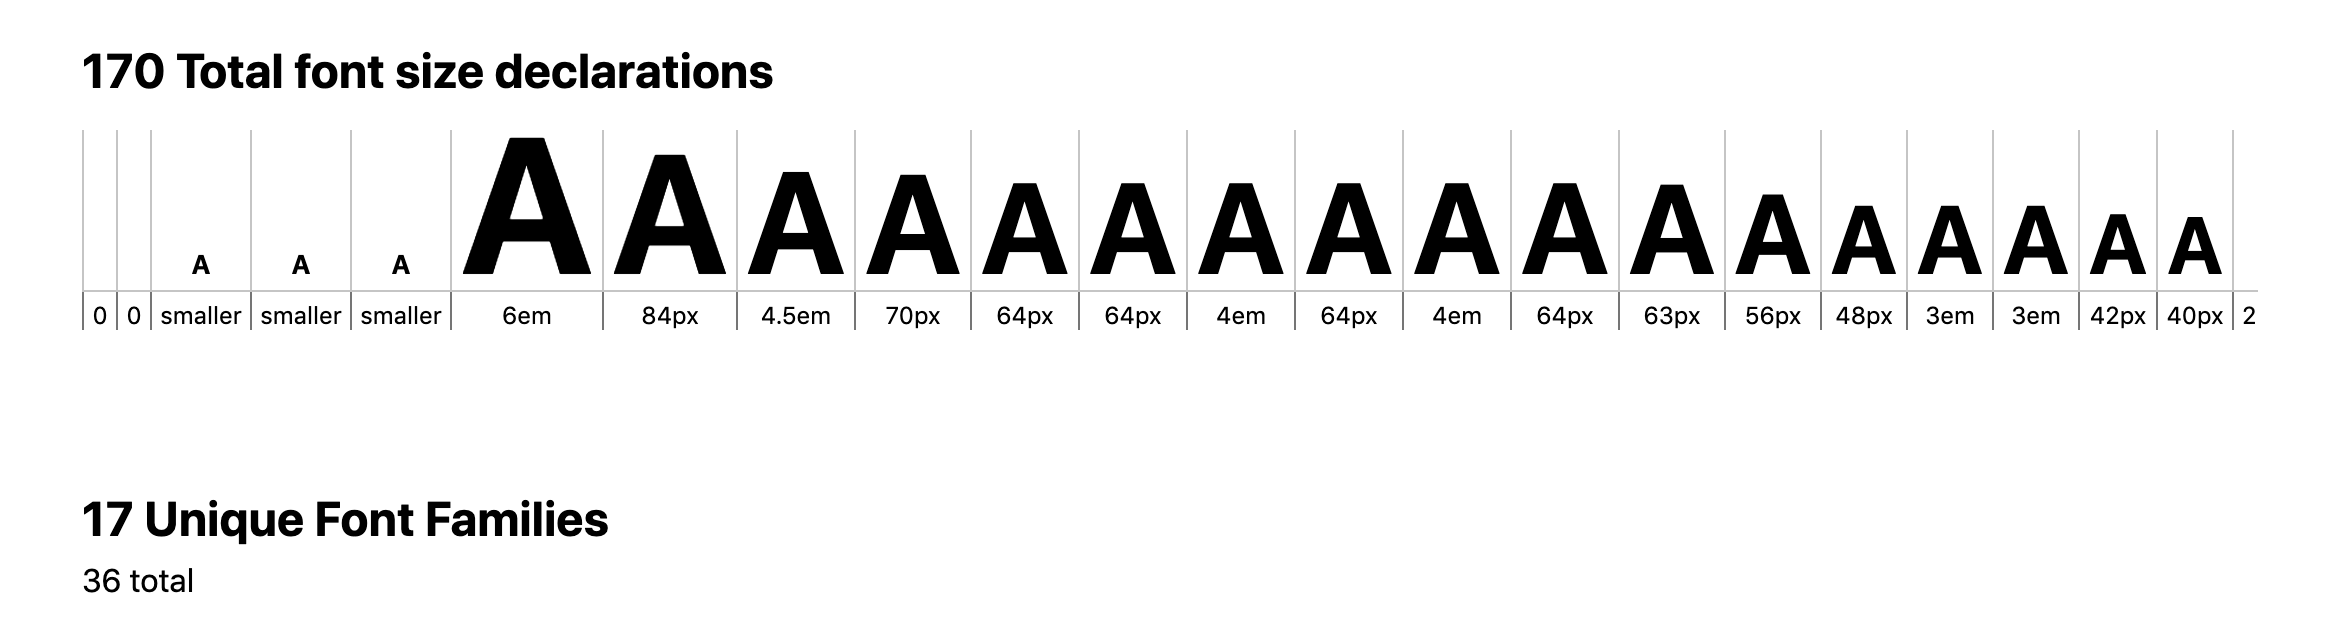 170 Total font size declarations
A A A A A A A A A A A A A A A A A A A A
0 0 smaller smaller smaller 6em 84px 4.5em 70px 64px 64px 4em 64px 4em 64px 63px 56px 48px 3em 3em 42px 40px 2
17 Unique Font Families
36 total